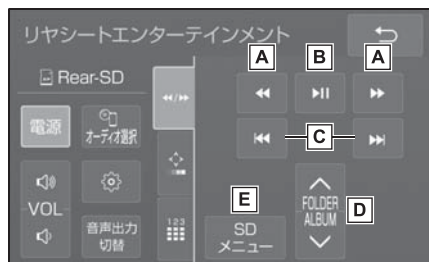 リヤシートエンターテインメント
A
B
A
Rear-SD
電源
オーディオ選択
C
VOL
音声出力
切替
123
E
SD
メニュー
FOLDER
ALBUM
D